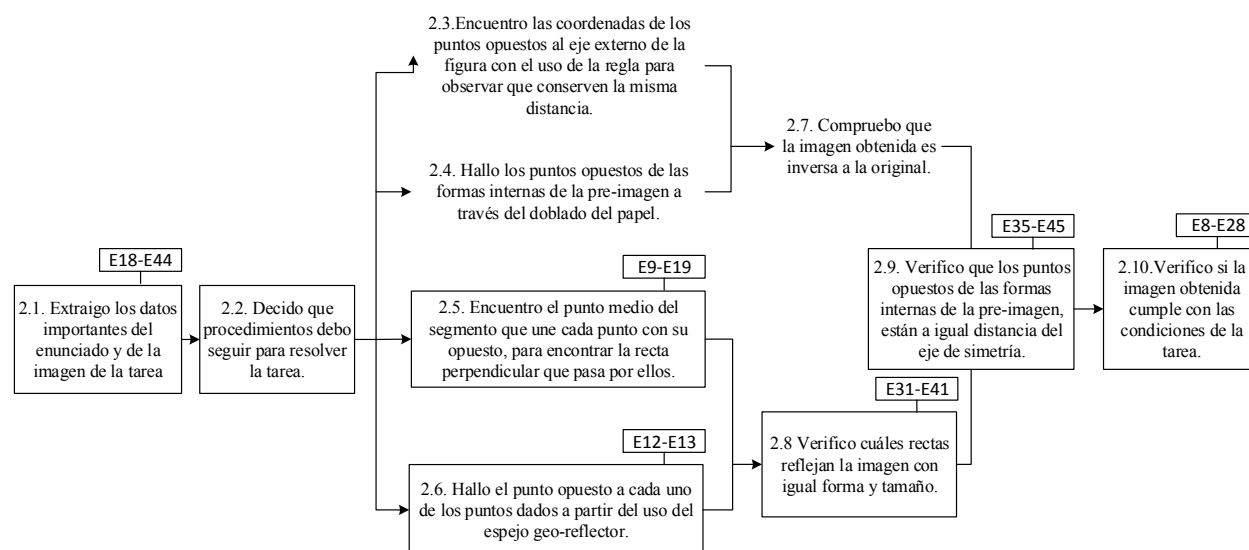 2.3.Encuentro las coordenadas de los
puntos opuestos al eje externo de la
figura con el uso de la regla para
observar que conserven la misma
distancia.
2.7. Compruebo que
la imagen obtenida es
inversa a la original.
2.4. Hallo los puntos opuestos de las
formas internas de la pre-imagen a
través del doblado del papel.
E18-E44
2.1. Extraigo los datos
importantes del
enunciado y de la
imagen de la tarea
2.2. Decido que
procedimientos debo
seguir para resolver
la tarea.
E9-E19
2.5. Encuentro el punto medio del
segmento que une cada punto con su
opuesto, para encontrar la recta
perpendicular que pasa por ellos.
E35-E45
2.9. Verifico que los puntos
opuestos de las formas
internas de la pre-imagen,
están a igual distancia del
eje de simetría.
E8-E28
2.10.Verifico si la
imagen obtenida
cumple con las
condiciones de la
tarea.
E12-E13
2.6. Hallo el punto opuesto a cada uno
de los puntos dados a partir del uso del
espejo geo-reflector.
E31-E41
2.8 Verifico cuáles rectas
reflejan la imagen con
igual forma y tamaño.